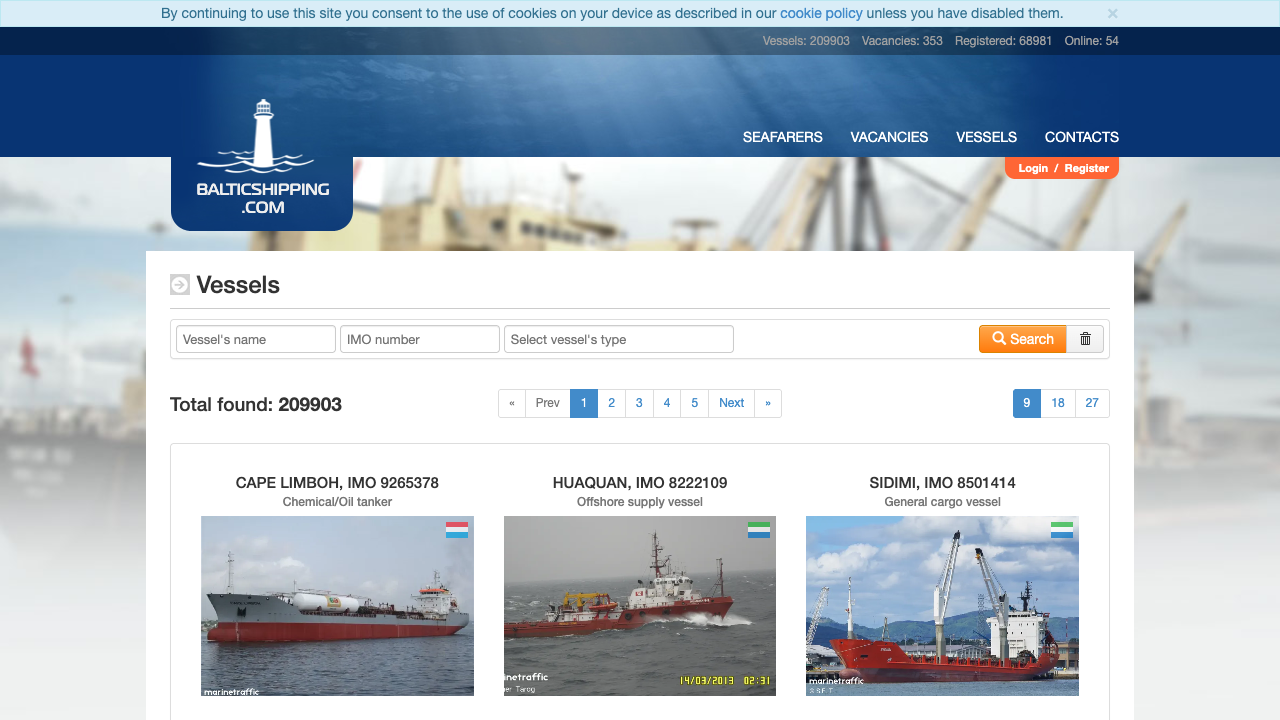 By continuing to use this site you consent to the use of cookies on your device as described in our cookie policy unless you have disabled them. ×
Vessels: 209903 Vacancies: 353 Registered: 68981 Online: 54
SEAFARERS VACANCIES VESSELS CONTACTS
Login / Register
BALTICSHIPPING
.COM
Vessels
Vessel's name IMO number Select vessel's type Search
Total found: 209903 « Prev 1 2 3 4 5 Next » 9 18 27
CAPE LIMBOH, IMO 9265378 HUAQUAN, IMO 8222109 SIDIMI, IMO 8501414
Chemical/Oil tanker Offshore supply vessel General cargo vessel
marinetraffic
14/03/2013 02:31
marinetraffic